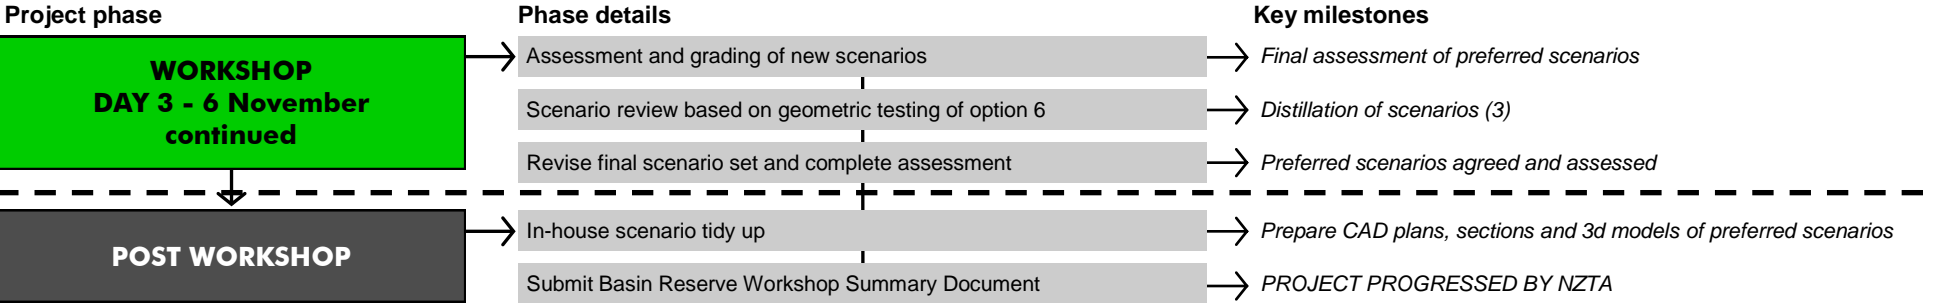 Project phase
Phase details
Key milestones
WORKSHOP
DAY 3 - 6 November
continued
Assessment and grading of new scenarios
Final assessment of preferred scenarios
Scenario review based on geometric testing of option 6
Distillation of scenarios (3)
Revise final scenario set and complete assessment
Preferred scenarios agreed and assessed
POST WORKSHOP
In-house scenario tidy up
Prepare CAD plans, sections and 3d models of preferred scenarios
Submit Basin Reserve Workshop Summary Document
PROJECT PROGRESSED BY NZTA